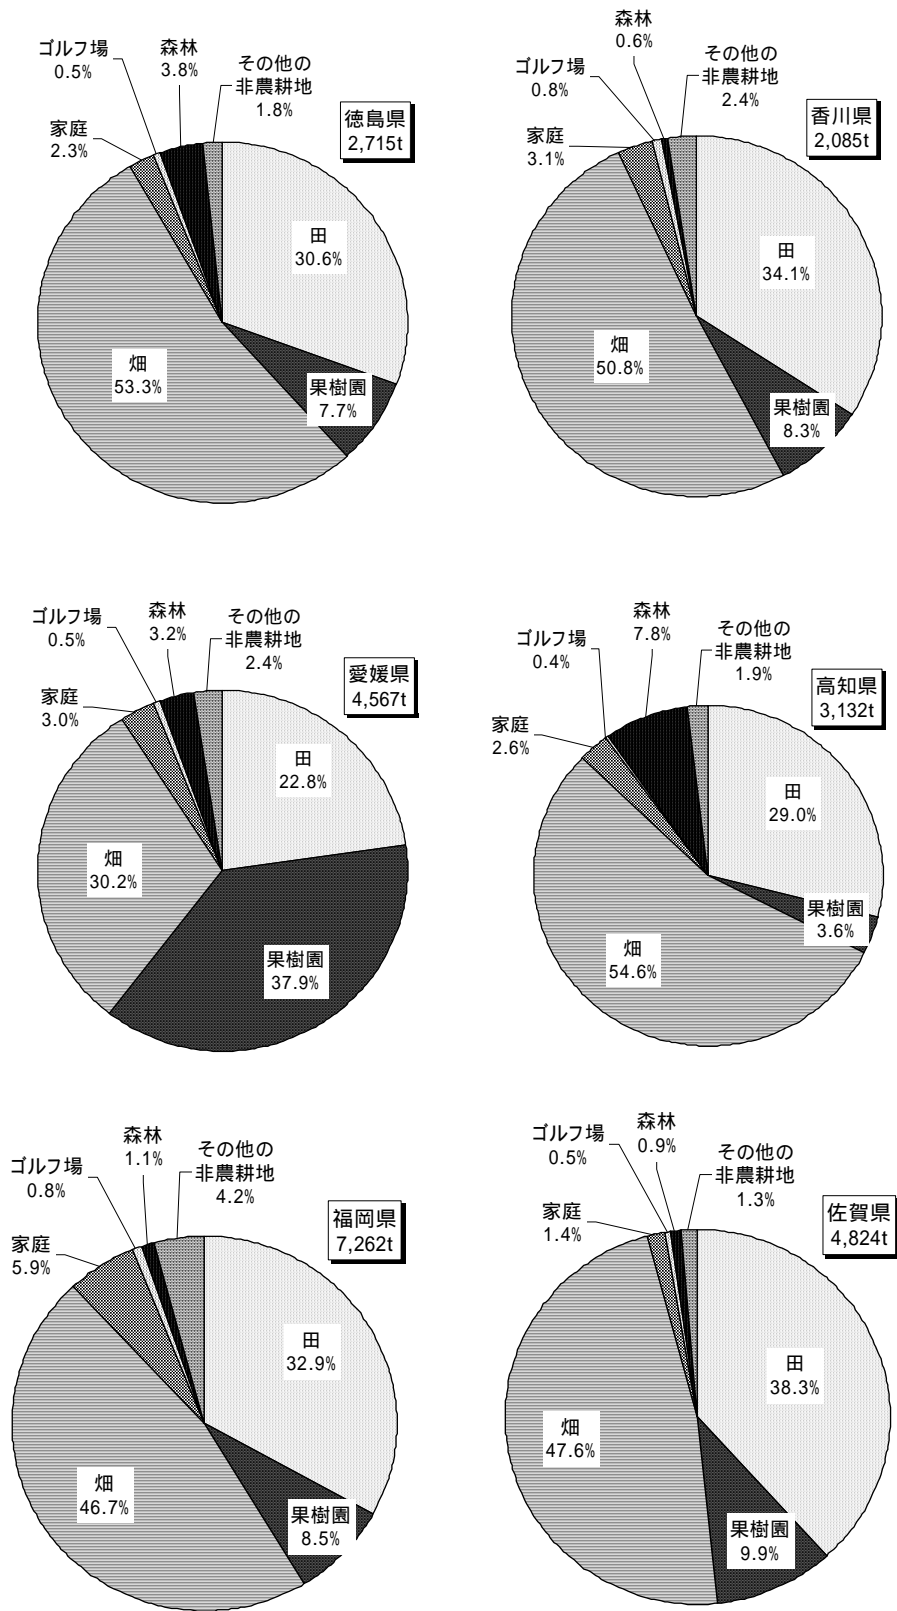 ゴルフ場
0.5%
森林
3.8%
その他の
非農耕地
1.8%
家庭
2.3%
徳島県
2,715t
田
30.6%
畑
53.3%
果樹園
7.7%
森林
0.6%
ゴルフ場
0.8%
その他の
非農耕地
2.4%
家庭
3.1%
香川県
2,085t
田
34.1%
畑
50.8%
果樹園
8.3%
ゴルフ場
0.5%
森林
3.2%
その他の
非農耕地
2.4%
家庭
3.0%
愛媛県
4,567t
田
22.8%
畑
30.2%
果樹園
37.9%
ゴルフ場
0.4%
森林
7.8%
その他の
非農耕地
1.9%
家庭
2.6%
高知県
3,132t
田
29.0%
果樹園
3.6%
畑
54.6%
ゴルフ場
0.8%
森林
1.1%
その他の
非農耕地
4.2%
家庭
5.9%
福岡県
7,262t
田
32.9%
畑
46.7%
果樹園
8.5%
ゴルフ場
0.5%
森林
0.9%
その他の
非農耕地
1.3%
家庭
1.4%
佐賀県
4,824t
田
38.3%
畑
47.6%
果樹園
9.9%